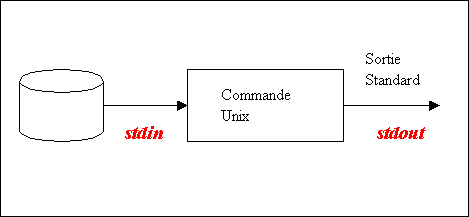 Sortie
Standard
Commande
Unix
stdin
stdout